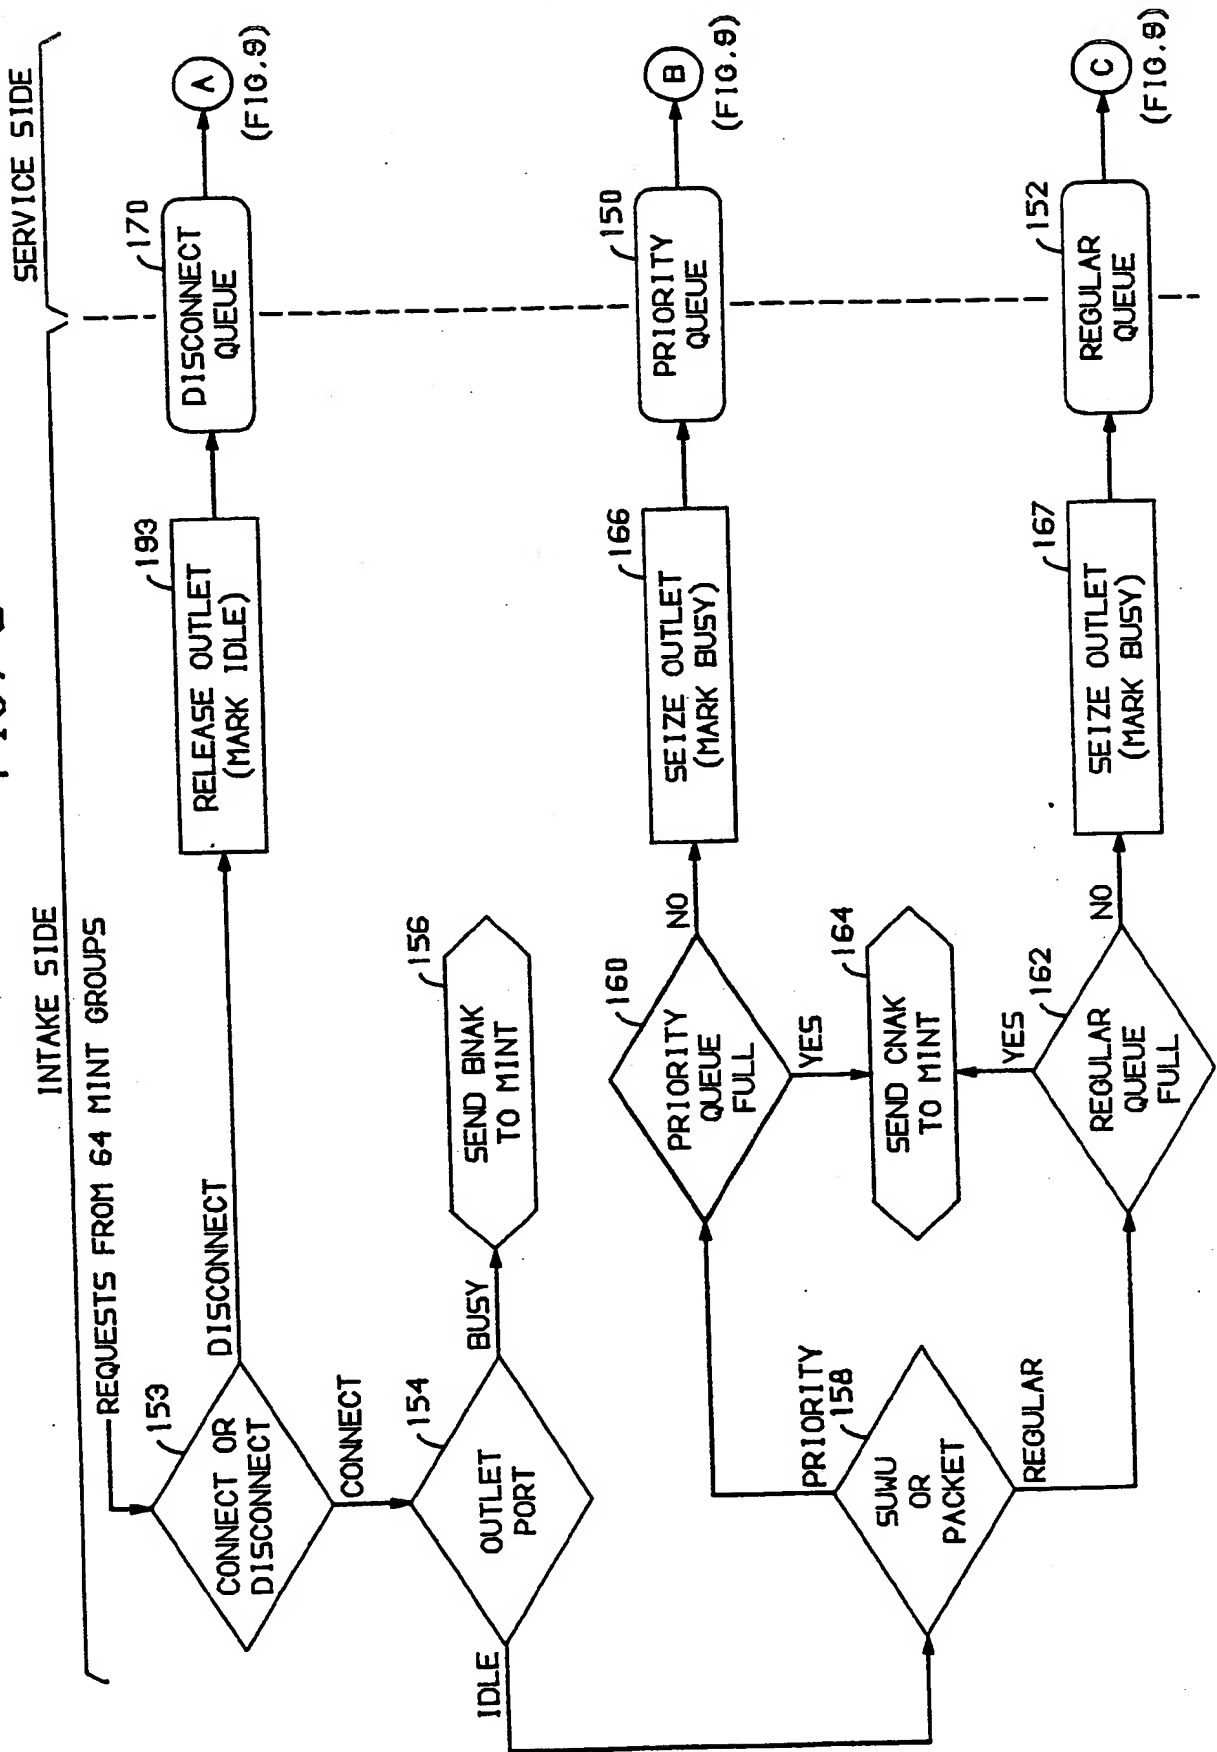 INTAKE SIDE
SERVICE SIDE
REQUESTS FROM 64 MINT GROUPS
153
CONNECT OR
DISCONNECT
DISCONNECT
193
RELEASE OUTLET
(MARK IDLE)
170
DISCONNECT
QUEUE
A
(FIG.9)
CONNECT
154
OUTLET
PORT
BUSY
156
SEND BNAK
TO MINT
IDLE
PRIORITY
158
SUWU
OR
PACKET
REGULAR
160
PRIORITY
QUEUE
FULL
NO
166
SEIZE OUTLET
(MARK BUSY)
150
PRIORITY
QUEUE
B
(FIG.9)
YES
164
SEND CNAK
TO MINT
YES
162
REGULAR
QUEUE
FULL
NO
167
SEIZE OUTLET
(MARK BUSY)
152
REGULAR
QUEUE
C
(FIG.9)